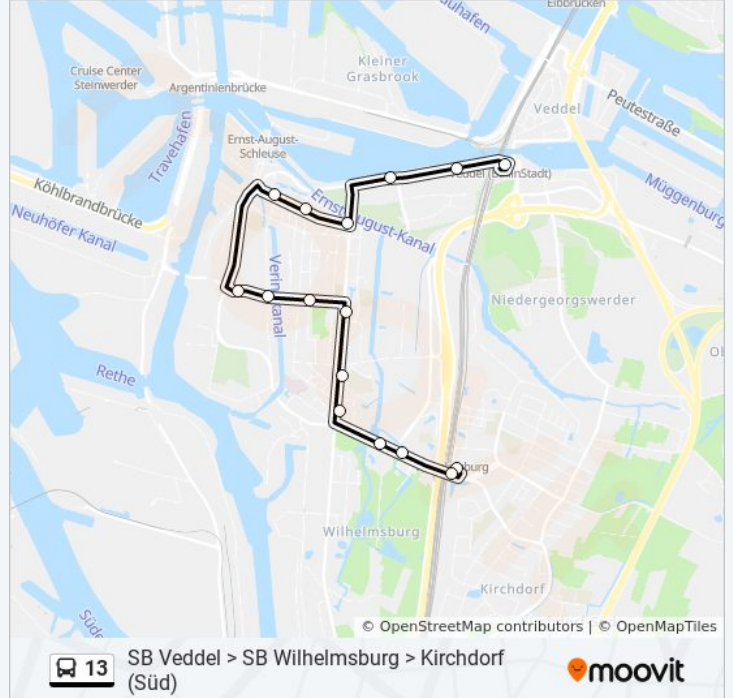 Elbbrücken
Kleiner
Grasbrook
Cruise Center
Steinwerder
Argentinienbrücke
Veddel
Peutestraße
Travehafen
Ernst-August-
Schleuse
Köhlbrandbrücke
Neuhöfer Kanal
Ernst-August-Kanal
Müggenburg
Niedergeorgswerder
Rethe
Wilhelmsburg
Kirchdorf
© OpenStreetMap contributors | © OpenMapTiles
13
SB Veddel > SB Wilhelmsburg > Kirchdorf
(Süd)
moovit